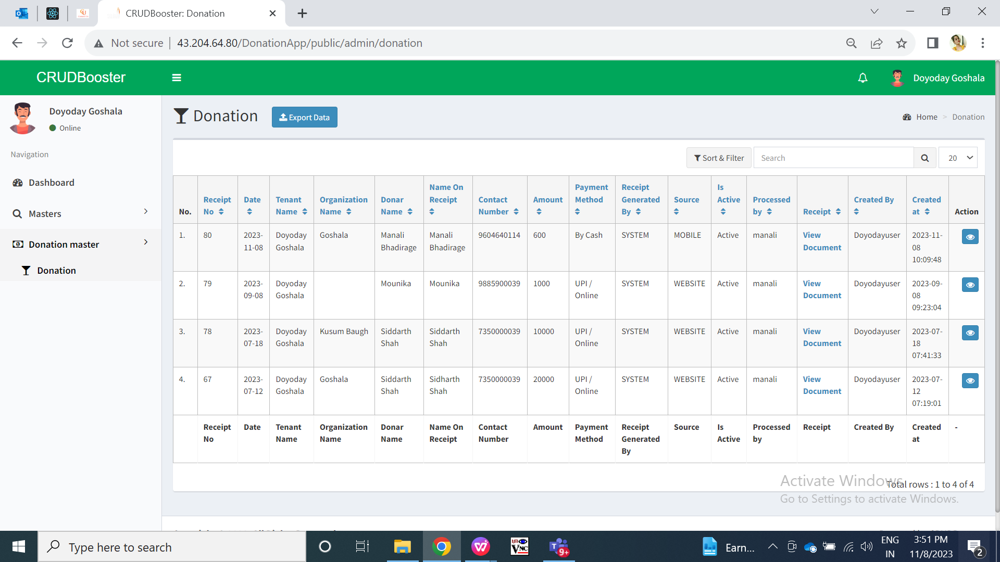 CRUDBooster: Donation
Not secure | 43.204.64.80/DonationApp/public/admin/donation
CRUDBooster
Doyoday Goshala
Doyoday Goshala
Online
Navigation
Dashboard
Masters
Donation master
Donation
Donation
Export Data
Home > Donation
Sort & Filter
Search
20
No. Receipt No Date Tenant Name Organization Name Donar Name Name On Receipt Contact Number Amount Payment Method Receipt Generated By Source Is Active Processed by Receipt Created By Created at Action
1. 80 2023-11-08 Doyoday Goshala Goshala Manali Bhadirage Manali Bhadirage 9604640114 600 By Cash SYSTEM MOBILE Active manali View Document Doyodayuser 2023-11-08 10:09:48
2. 79 2023-09-08 Doyoday Goshala Mounika Mounika 9885900039 1000 UPI / Online SYSTEM WEBSITE Active manali View Document Doyodayuser 2023-09-08 09:23:04
3. 78 2023-07-18 Doyoday Goshala Kusum Baugh Siddarth Shah Siddarth Shah 7350000039 10000 UPI / Online SYSTEM WEBSITE Active manali View Document Doyodayuser 2023-07-18 07:41:33
4. 67 2023-07-12 Doyoday Goshala Goshala Siddarth Shah Sidharth Shah 7350000039 20000 UPI / Online SYSTEM WEBSITE Active manali View Document Doyodayuser 2023-07-12 07:19:01
Receipt No Date Tenant Name Organization Name Donar Name Name On Receipt Contact Number Amount Payment Method Receipt Generated By Source Is Active Processed by Receipt Created By Created at -
Total rows : 1 to 4 of 4
Activate Windows
Go to Settings to activate Windows.
Type here to search
9+
Earn...
ENG
IN
3:51 PM
11/8/2023
2